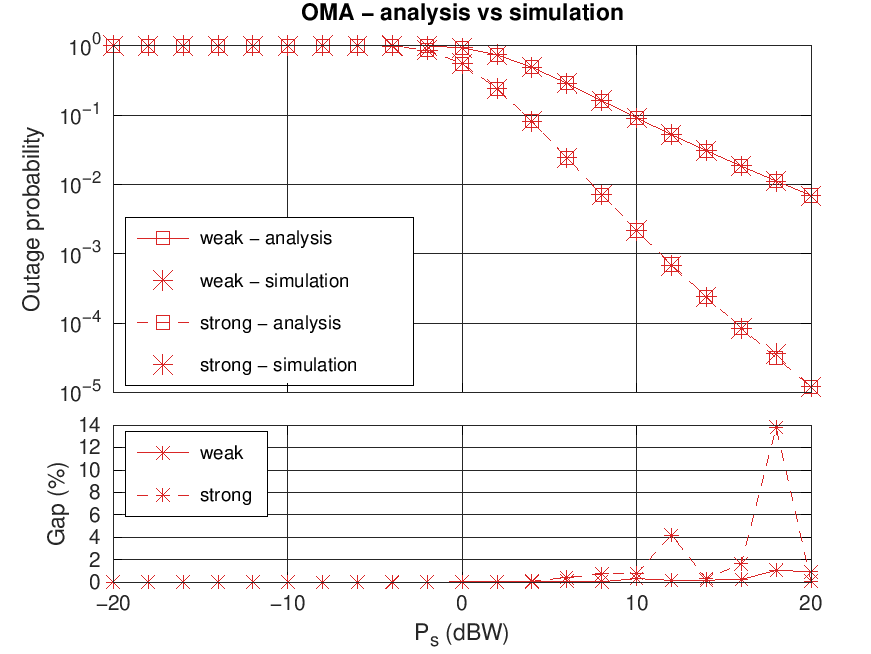 OMA – analysis vs simulation
10^0
10^-1
10^-2
10^-3
10^-4
10^-5
Outage probability
weak – analysis
weak – simulation
strong – analysis
strong – simulation
14
12
10
8
6
4
2
0
Gap (%)
weak
strong
−20 −10 0 10 20
P_s (dBW)